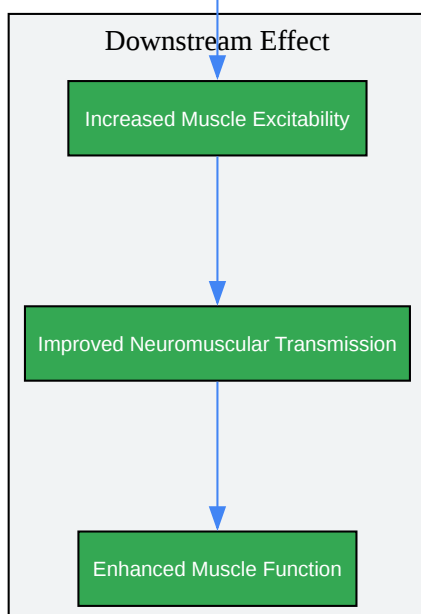 Downstream Effect
Increased Muscle Excitability
Improved Neuromuscular Transmission
Enhanced Muscle Function